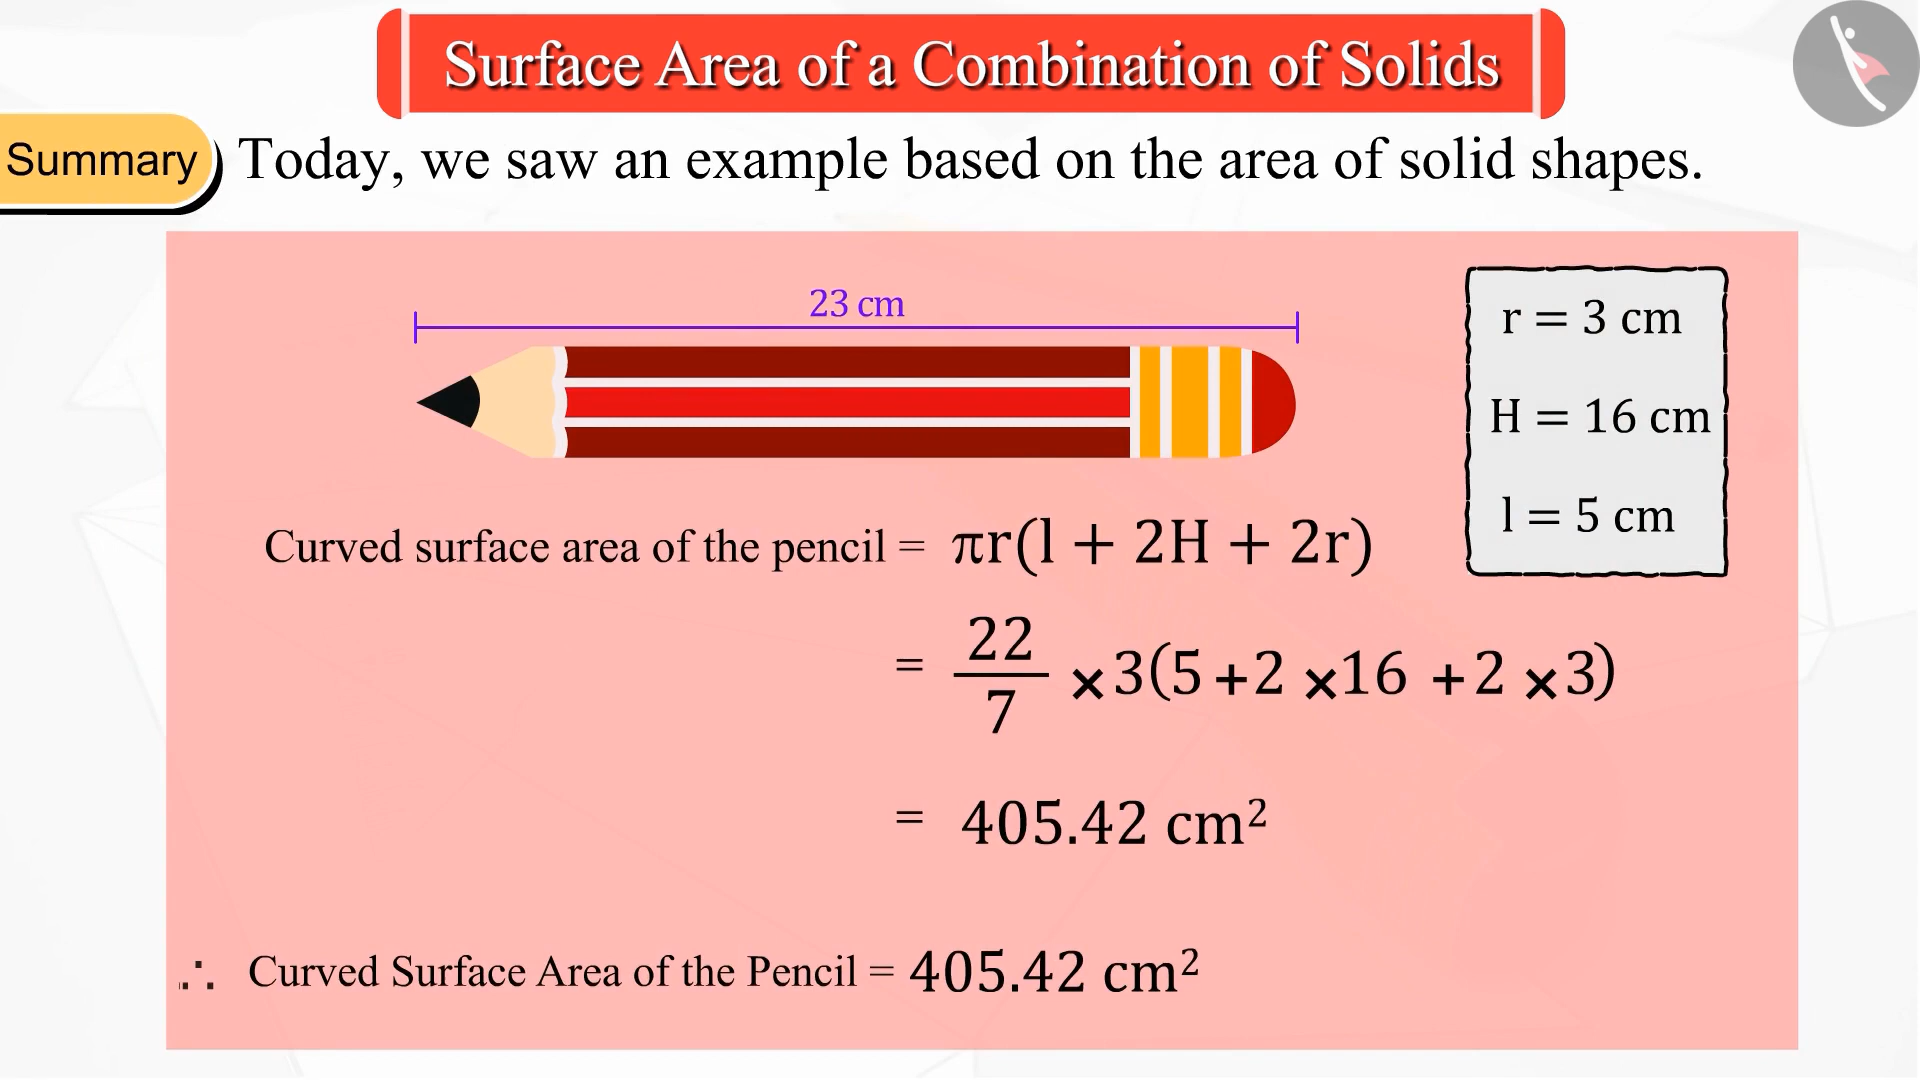 Surface Area of a Combination of Solids
Summary
Today, we saw an example based on the area of solid shapes.
23 cm
r = 3 cm
H = 16 cm
l = 5 cm
Curved surface area of the pencil = πr(l + 2H + 2r)
= 22/7 ×3(5 +2 ×16 +2 ×3)
= 405.42 cm²
∴ Curved Surface Area of the Pencil = 405.42 cm²